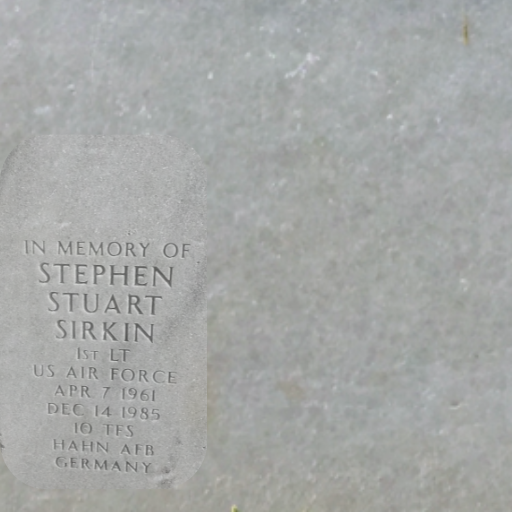 IN MEMORY OF
STEPHEN
STUART
SIRKIN
1ST LT
US AIR FORCE
APR 7 1961
DEC 14 1985
10 TFS
HAHN AFB
GERMANY